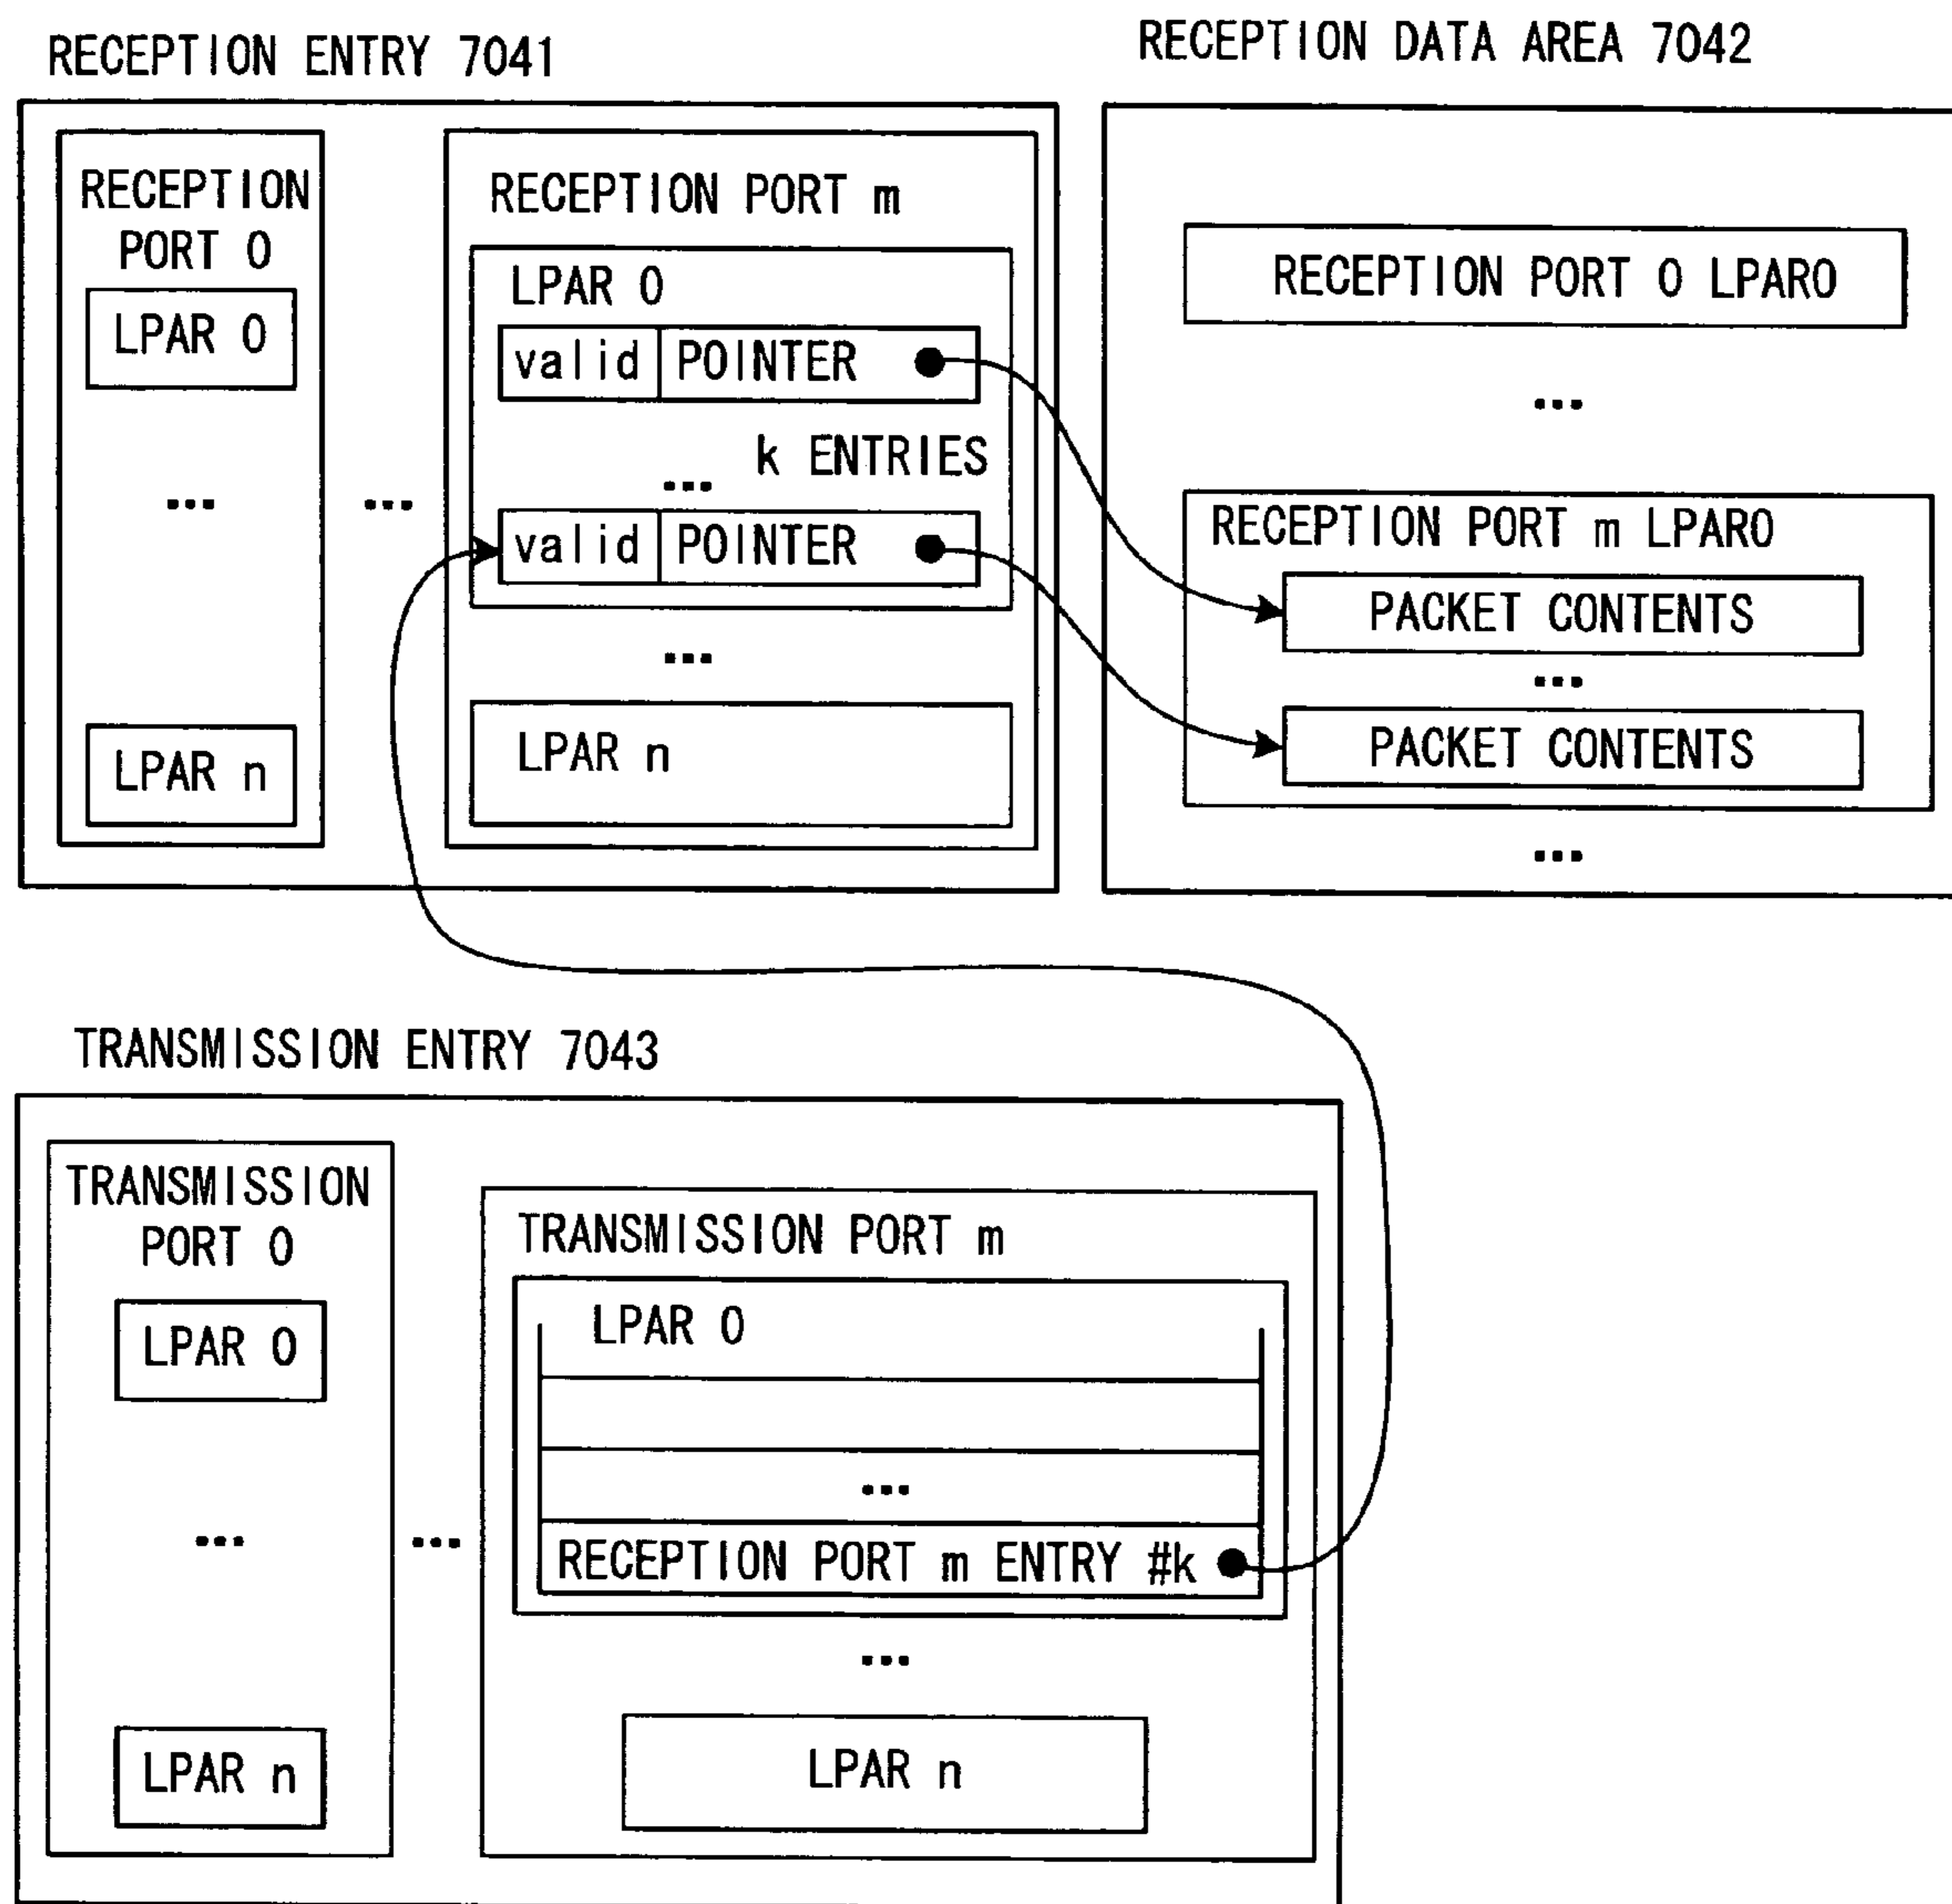 RECEPTION ENTRY 7041
RECEPTION DATA AREA 7042
RECEPTION
PORT 0
LPAR 0
...
LPAR n
...
RECEPTION PORT m
LPAR 0
valid POINTER
k ENTRIES
...
valid POINTER
...
LPAR n
RECEPTION PORT 0 LPAR0
...
RECEPTION PORT m LPAR0
PACKET CONTENTS
...
PACKET CONTENTS
...
TRANSMISSION ENTRY 7043
TRANSMISSION
PORT 0
LPAR 0
...
LPAR n
...
TRANSMISSION PORT m
LPAR 0
...
RECEPTION PORT m ENTRY #k
...
LPAR n